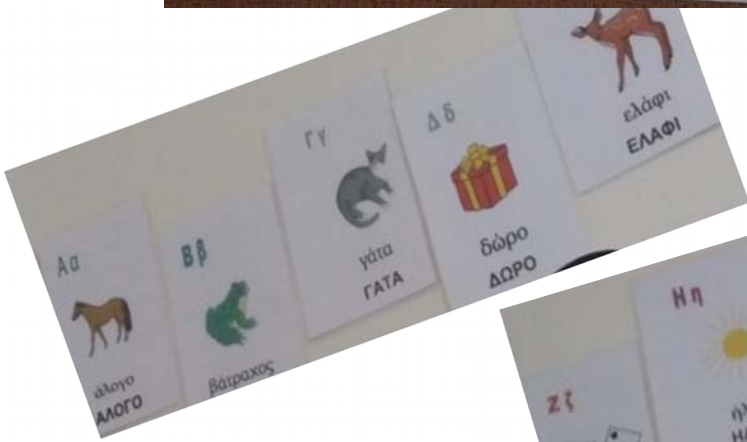 Αα
άλογο
ΑΛΟΓΟ
Ββ
βάτραχος
Γγ
γάτα
ΓΑΤΑ
Δδ
δώρο
ΔΩΡΟ
ελάφι
ΕΛΑΦΙ
Ζζ
Ηη